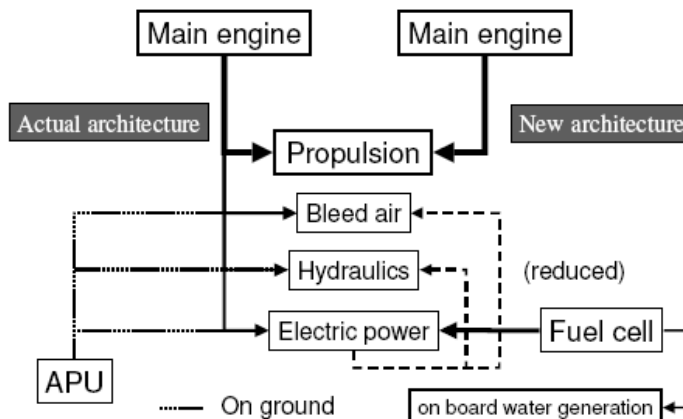 Main engine
Main engine
Actual architecture
New architecture
Propulsion
Bleed air
Hydraulics
(reduced)
Electric power
Fuel cell
APU
On ground
on board water generation